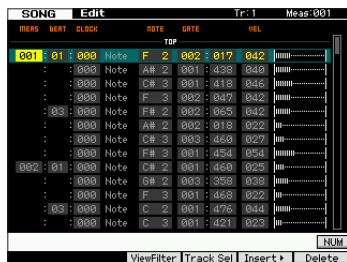 SONG Edit Tr:1 Meas:001
MEAS BEAT CLOCK NOTE GATE VEL
TOP
001 : 01 : 000 Note F 2 002 : 017 042
: : 000 Note A# 2 001 : 438 040
: : 000 Note C# 3 001 : 418 046
: : 000 Note F 3 002 : 047 042
: 03 : 000 Note F# 2 002 : 065 042
: : 000 Note A# 2 002 : 018 022
: : 000 Note C# 3 003 : 460 027
: : 000 Note F# 3 001 : 454 054
002 : 01 : 000 Note C# 2 001 : 460 025
: : 000 Note G# 2 003 : 358 038
: : 000 Note F 3 001 : 468 022
: 03 : 000 Note C 2 001 : 476 044
: : 000 Note C 3 001 : 421 023
NUM
ViewFilter Track Sel Insert▸ Delete